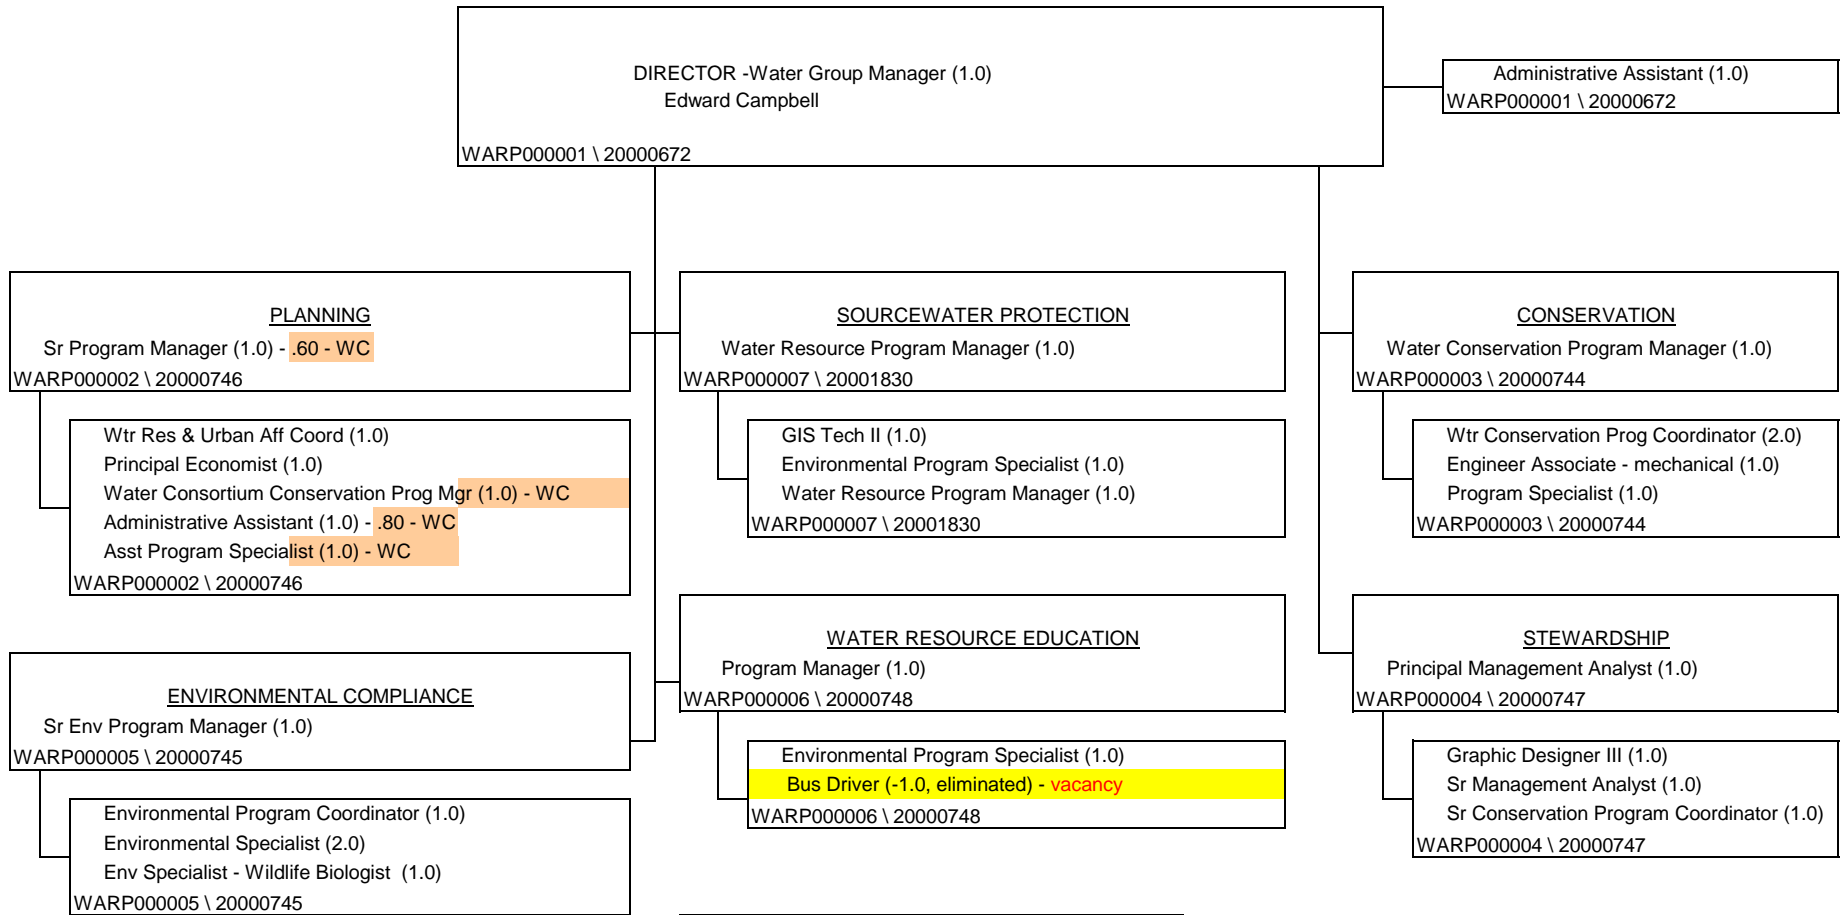 DIRECTOR -Water Group Manager (1.0)
Edward Campbell
WARP000001 \ 20000672
Administrative Assistant (1.0)
WARP000001 \ 20000672
PLANNING
Sr Program Manager (1.0) - .60 - WC
WARP000002 \ 20000746
Wtr Res & Urban Aff Coord (1.0)
Principal Economist (1.0)
Water Consortium Conservation Prog Mgr (1.0) - WC
Administrative Assistant (1.0) - .80 - WC
Asst Program Specialist (1.0) - WC
WARP000002 \ 20000746
ENVIRONMENTAL COMPLIANCE
Sr Env Program Manager (1.0)
WARP000005 \ 20000745
Environmental Program Coordinator (1.0)
Environmental Specialist (2.0)
Env Specialist - Wildlife Biologist  (1.0)
WARP000005 \ 20000745
SOURCEWATER PROTECTION
Water Resource Program Manager (1.0)
WARP000007 \ 20001830
GIS Tech II (1.0)
Environmental Program Specialist (1.0)
Water Resource Program Manager (1.0)
WARP000007 \ 20001830
WATER RESOURCE EDUCATION
Program Manager (1.0)
WARP000006 \ 20000748
Environmental Program Specialist (1.0)
Bus Driver (-1.0, eliminated) - vacancy
WARP000006 \ 20000748
CONSERVATION
Water Conservation Program Manager (1.0)
WARP000003 \ 20000744
Wtr Conservation Prog Coordinator (2.0)
Engineer Associate - mechanical (1.0)
Program Specialist (1.0)
WARP000003 \ 20000744
STEWARDSHIP
Principal Management Analyst (1.0)
WARP000004 \ 20000747
Graphic Designer III (1.0)
Sr Management Analyst (1.0)
Sr Conservation Program Coordinator (1.0)
WARP000004 \ 20000747